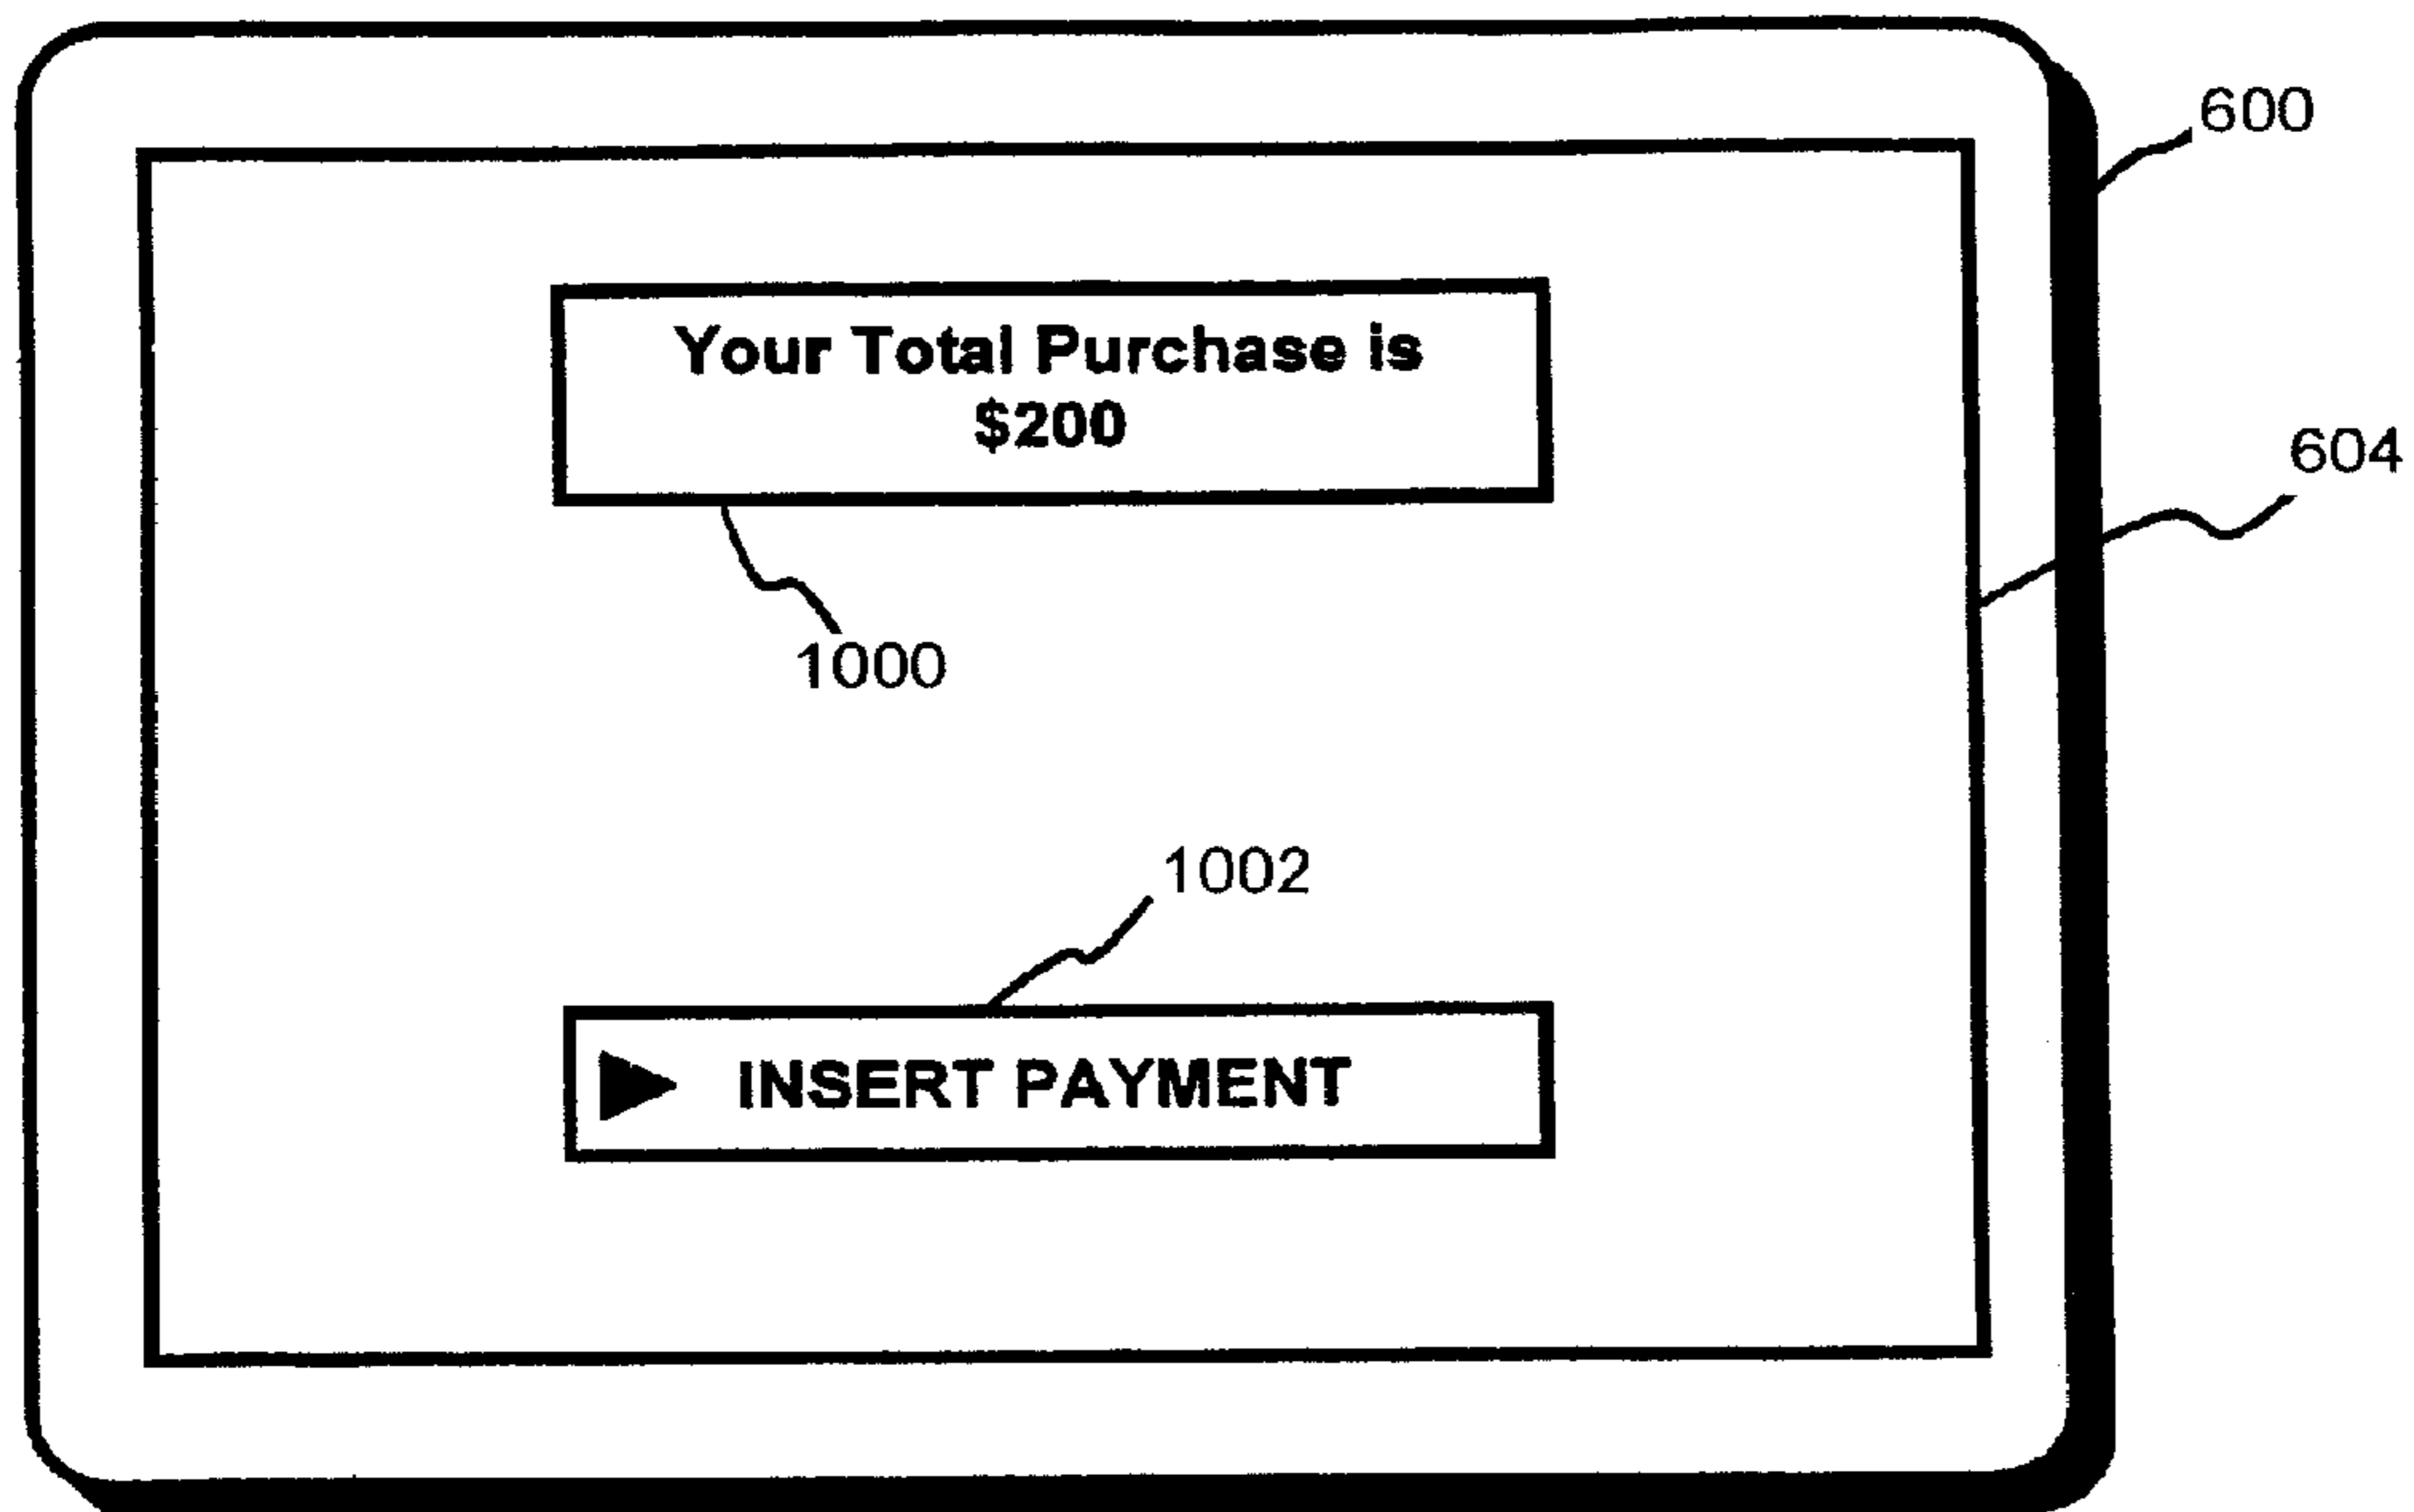 600
Your Total Purchase is
$200
604
1000
1002
INSERT PAYMENT